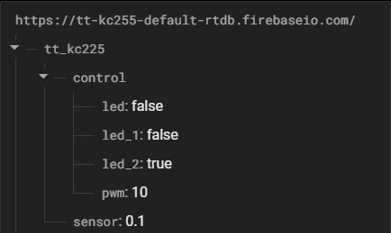 https://tt-kc255-default-rtdb.firebaseio.com/
tt_kc225
control
led: false
led_1: false
led_2: true
pwm: 10
sensor: 0.1